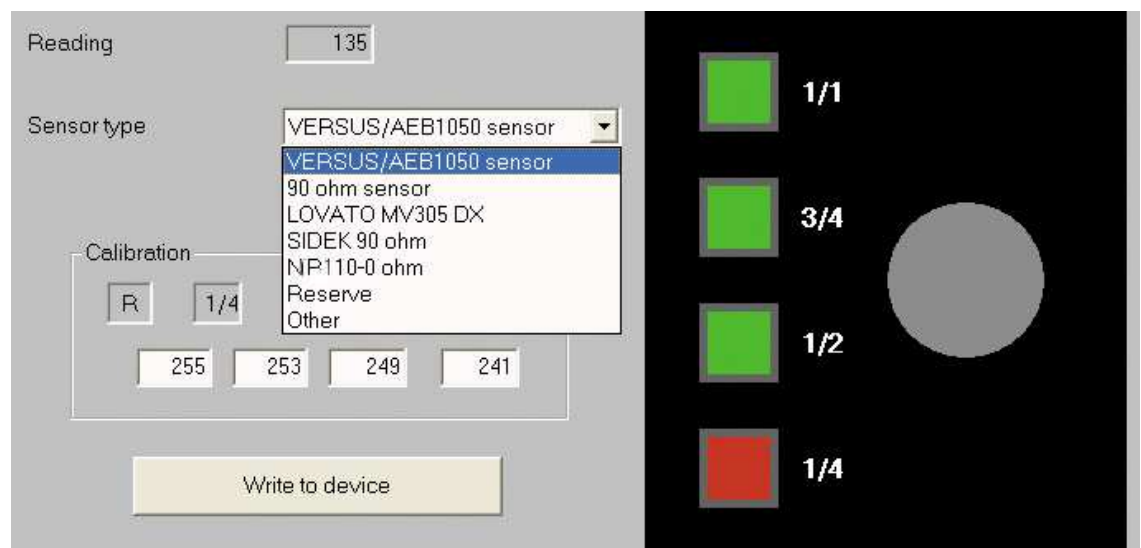 Reading 135
Sensor type VERSUS/AEB1050 sensor
VERSUS/AEB1050 sensor
90 ohm sensor
LOVATO MV305 DX
SIDEK 90 ohm
NIP110-0 ohm
Reserve
Other
Calibration
R 1/4
255 253 249 241
Write to device
1/1
3/4
1/2
1/4